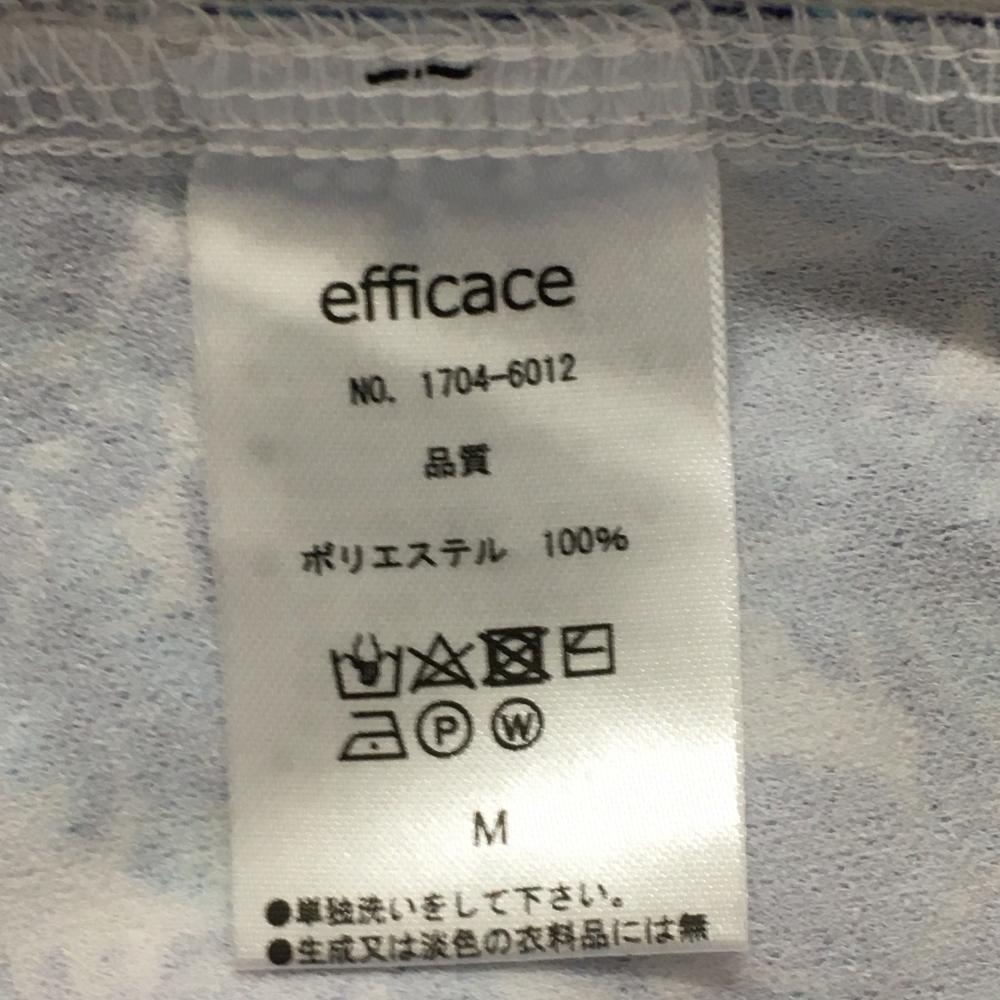 efficace
NO. 1704-6012
品質
ポリエステル 100%
P W
M
●単独洗いをして下さい。
●生成又は淡色の衣料品には無